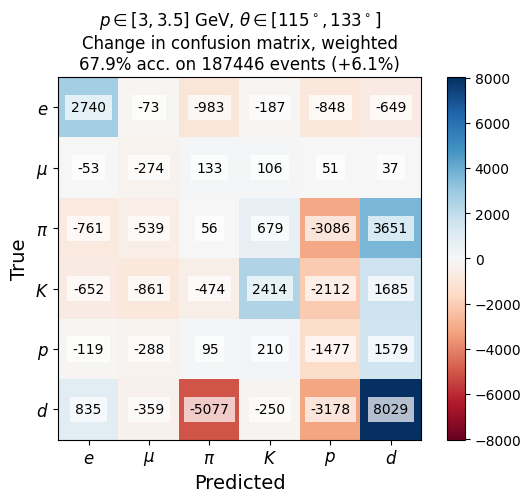 p ∈ [3, 3.5] GeV, θ ∈ [115°, 133°]
Change in confusion matrix, weighted
67.9% acc. on 187446 events (+6.1%)
True
e 2740 -73 -983 -187 -848 -649
μ -53 -274 133 106 51 37
π -761 -539 56 679 -3086 3651
K -652 -861 -474 2414 -2112 1685
p -119 -288 95 210 -1477 1579
d 835 -359 -5077 -250 -3178 8029
e μ π K p d
Predicted
8000
6000
4000
2000
0
−2000
−4000
−6000
−8000